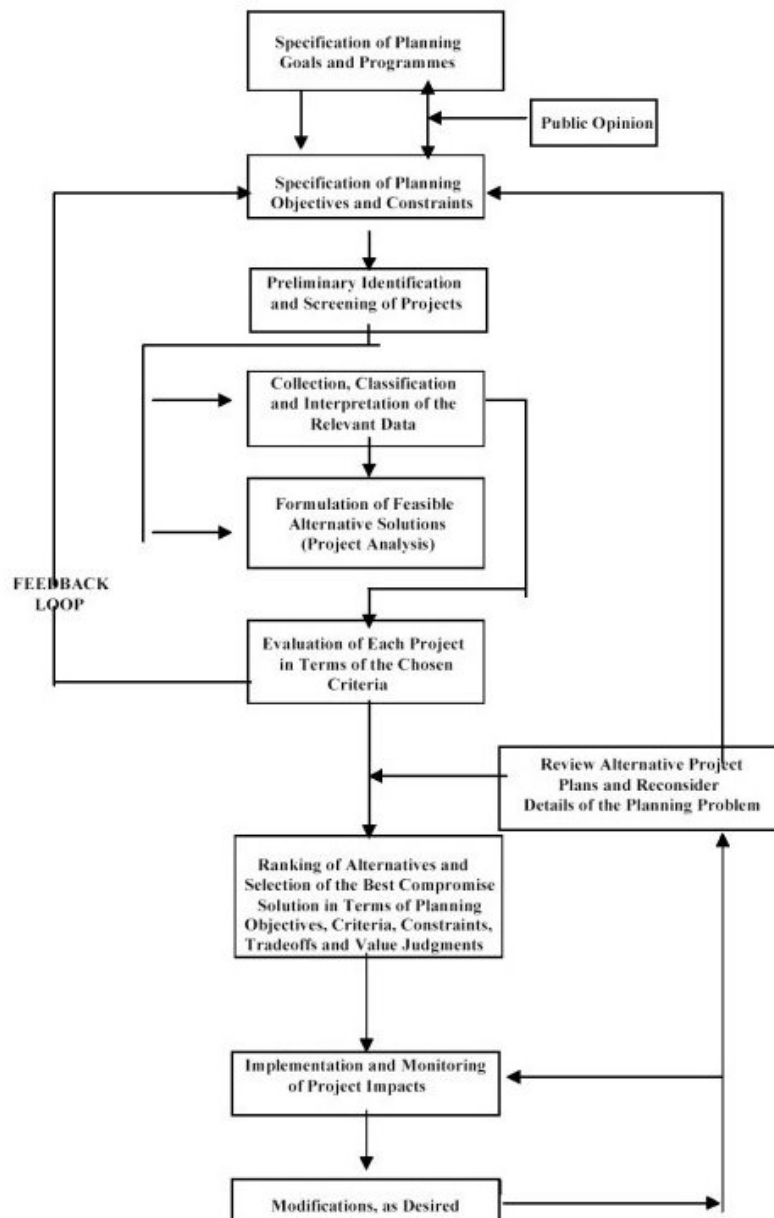 Specification of Planning
Goals and Programmes
Public Opinion
Specification of Planning
Objectives and Constraints
Preliminary Identification
and Screening of Projects
Collection, Classification
and Interpretation of the
Relevant Data
Formulation of Feasible
Alternative Solutions
(Project Analysis)
FEEDBACK
LOOP
Evaluation of Each Project
in Terms of the Chosen
Criteria
Review Alternative Project
Plans and Reconsider
Details of the Planning Problem
Ranking of Alternatives and
Selection of the Best Compromise
Solution in Terms of Planning
Objectives, Criteria, Constraints,
Tradeoffs and Value Judgments
Implementation and Monitoring
of Project Impacts
Modifications, as Desired